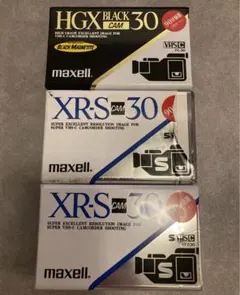 HGX BLACK CAM 30
HIGH GRADE EXCELLENT IMAGE FOR
VHS-C CAMCORDER SHOOTING
BLACK MAGNETITE
VHS C
maxell
XR-S CAM 30
SUPER EXCELLENT RESOLUTION IMAGE FOR
SUPER VHS-C CAMCORDER SHOOTING
S
maxell
XR-S CAM 30
SUPER EXCELLENT RESOLUTION IMAGE FOR
SUPER VHS-C CAMCORDER SHOOTING
S VHS C
S
maxell